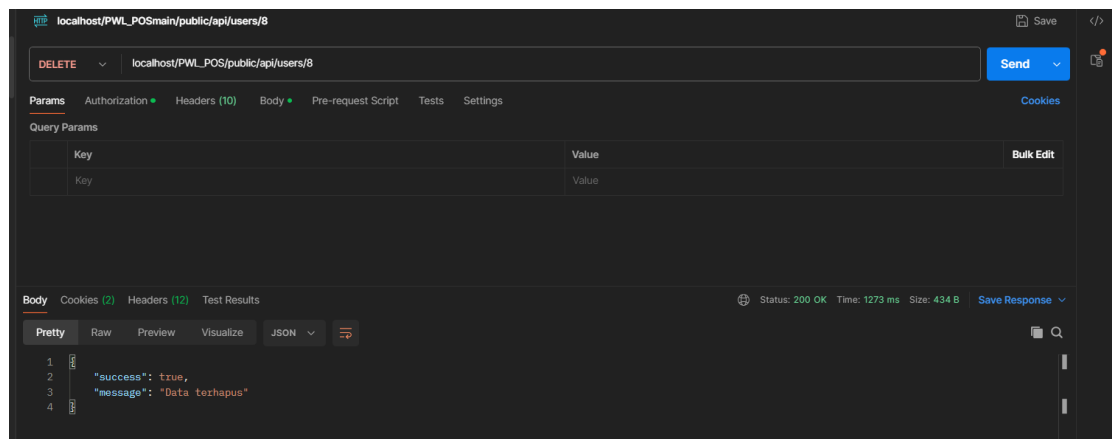 HTTP localhost/PWL_POSmain/public/api/users/8 Save </>
DELETE localhost/PWL_POS/public/api/users/8 Send
Params Authorization Headers (10) Body Pre-request Script Tests Settings Cookies
Query Params
Key Value Bulk Edit
Key Value
Body Cookies (2) Headers (12) Test Results Status: 200 OK Time: 1273 ms Size: 434 B Save Response
Pretty Raw Preview Visualize JSON
1 {
2 "success": true,
3 "message": "Data terhapus"
4 }